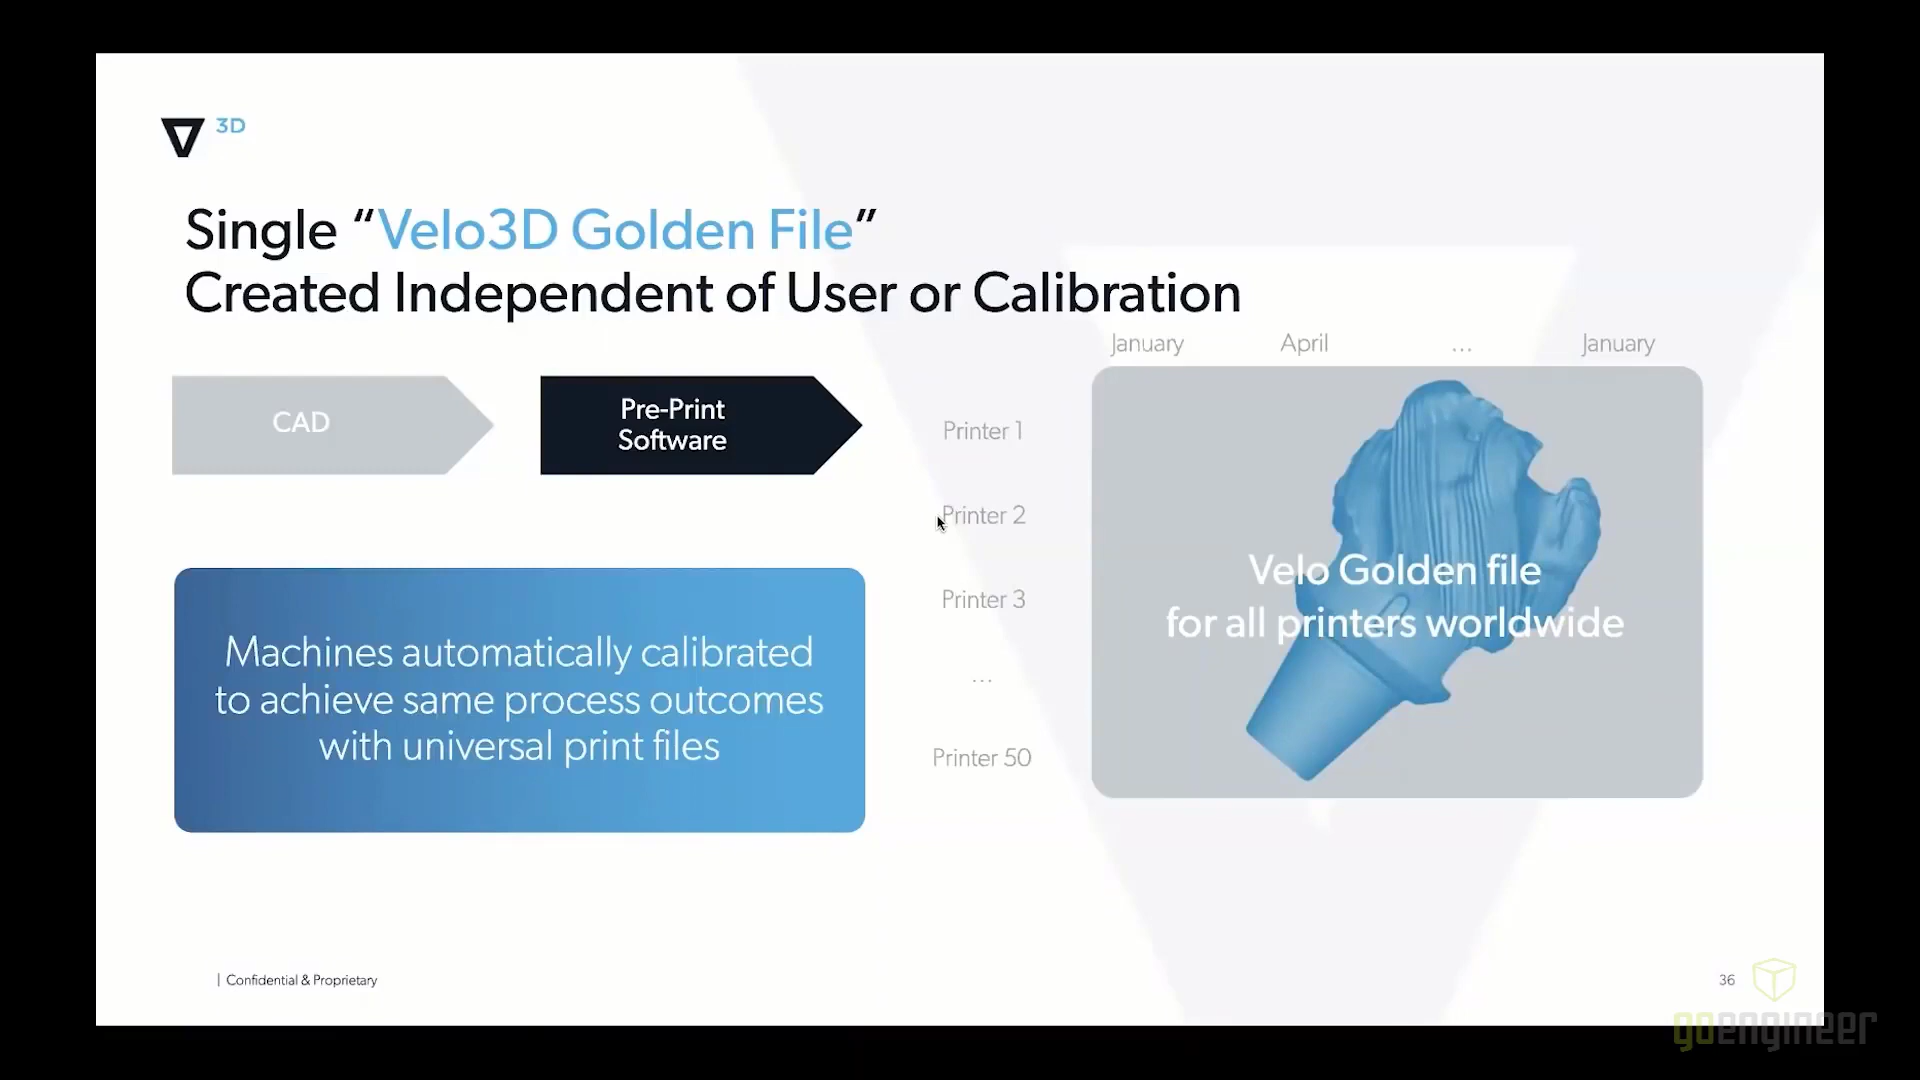 3D
Single “Velo3D Golden File”
Created Independent of User or Calibration
January April ... January
CAD
Pre-Print
Software
Printer 1
Printer 2
Printer 3
...
Printer 50
Velo Golden file
for all printers worldwide
Machines automatically calibrated
to achieve same process outcomes
with universal print files
| Confidential & Proprietary
36
goengineer